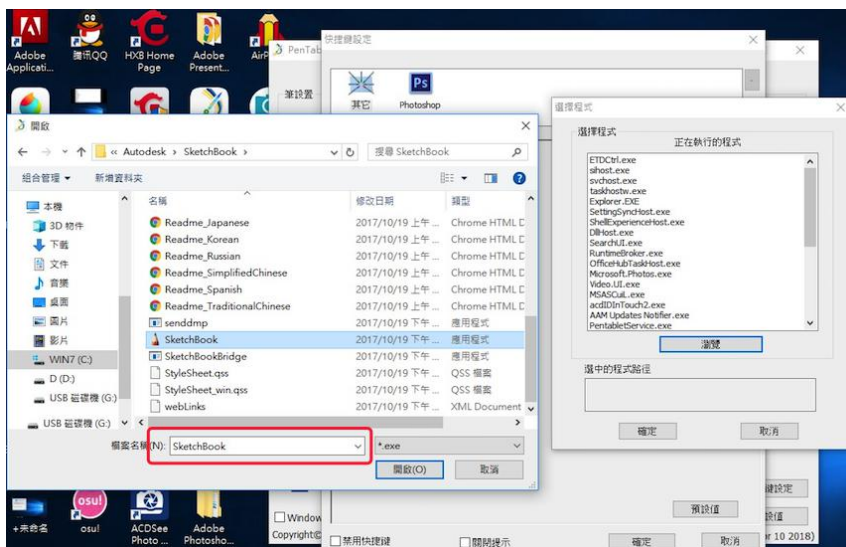 Adobe Applicati...
騰訊QQ
HXB Home Page
Adobe Present...
PenTab
快捷鍵設定
筆設置
其它
Photoshop
開啟
« Autodesk › SketchBook ›
搜尋 SketchBook
組合管理
新增資料夾
本機
3D 物件
下載
文件
音樂
桌面
圖片
影片
WIN7 (C:)
D (D:)
USB 磁碟機 (G:)
USB 磁碟機 (G:)
名稱 修改日期 類型
Readme_Japanese 2017/10/19 上午 ... Chrome HTML D
Readme_Korean 2017/10/19 上午 ... Chrome HTML D
Readme_Russian 2017/10/19 上午 ... Chrome HTML D
Readme_SimplifiedChinese 2017/10/19 上午 ... Chrome HTML D
Readme_Spanish 2017/10/19 上午 ... Chrome HTML D
Readme_TraditionalChinese 2017/10/19 上午 ... Chrome HTML D
senddmp 2017/10/19 下午 ... 應用程式
SketchBook 2017/10/19 下午 ... 應用程式
SketchBookBridge 2017/10/19 下午 ... 應用程式
StyleSheet.qss 2017/10/19 下午 ... QSS 檔案
StyleSheet_win.qss 2017/10/19 下午 ... QSS 檔案
webLinks 2017/10/19 下午 ... XML Document
檔案名稱(N): SketchBook
*.exe
開啟(O)
取消
選擇程式
選擇程式
正在執行的程式
ETDCtrl.exe
sihost.exe
svchost.exe
taskhostw.exe
Explorer.EXE
SettingSyncHost.exe
ShellExperienceHost.exe
DllHost.exe
SearchUI.exe
RuntimeBroker.exe
OfficeHubTaskHost.exe
Microsoft.Photos.exe
Video.UI.exe
MSASCuiL.exe
acdIDInTouch2.exe
AAM Updates Notifier.exe
PentabletService.exe
瀏覽
選中的程式路徑
確定
取消
預設值
鍵設定
設值
+未命名
osu!
osu!
ACDSee Photo ...
Adobe Photosho...
Window
Copyright©
禁用快捷鍵
關閉提示
確定
取消
r 10 2018)